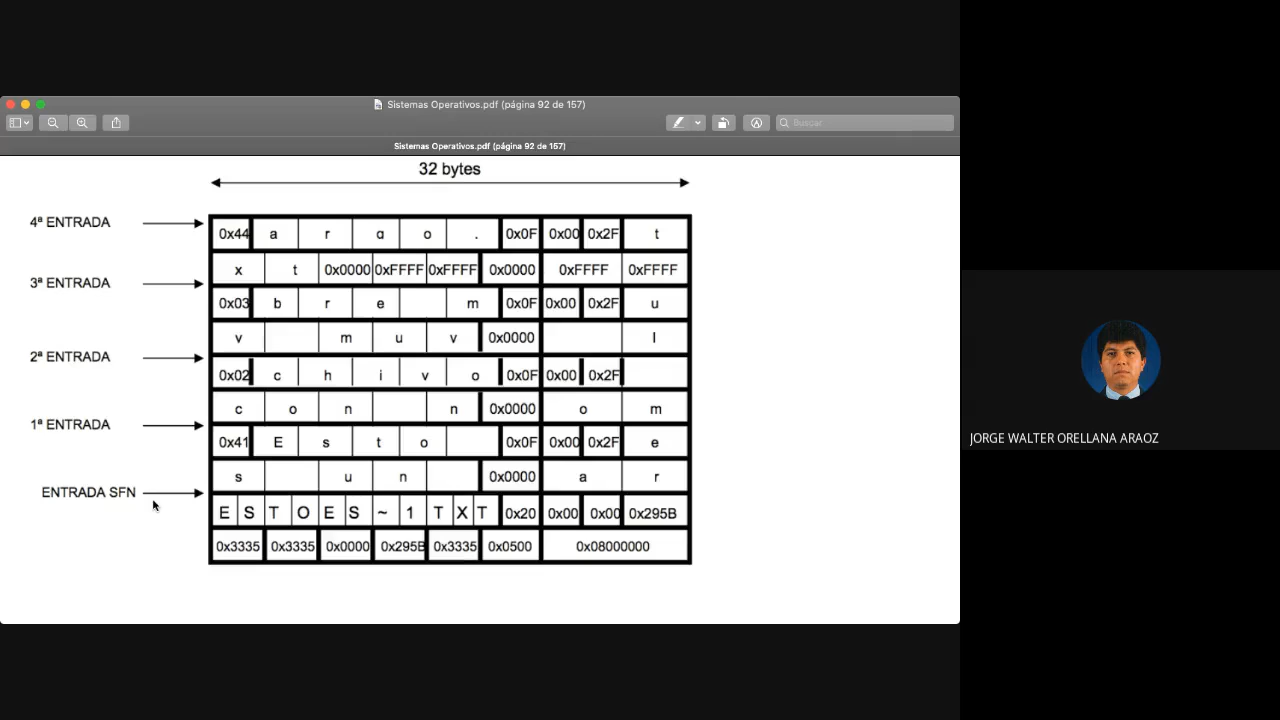 Sistemas Operativos.pdf (página 92 de 157)
Buscar
Sistemas Operativos.pdf (página 92 de 157)
32 bytes
4ª ENTRADA
0x44 a r g o . 0x0F 0x00 0x2F t
x t 0x0000 0xFFFF 0xFFFF 0x0000 0xFFFF 0xFFFF
3ª ENTRADA
0x03 b r e m 0x0F 0x00 0x2F u
v m u v 0x0000 l
2ª ENTRADA
0x02 c h i v o 0x0F 0x00 0x2F
c o n n 0x0000 o m
1ª ENTRADA
0x41 E s t o 0x0F 0x00 0x2F e
s u n 0x0000 a r
ENTRADA SFN
E S T O E S ~ 1 T X T 0x20 0x00 0x00 0x295B
0x3335 0x3335 0x0000 0x295B 0x3335 0x0500 0x08000000
JORGE WALTER ORELLANA ARAOZ